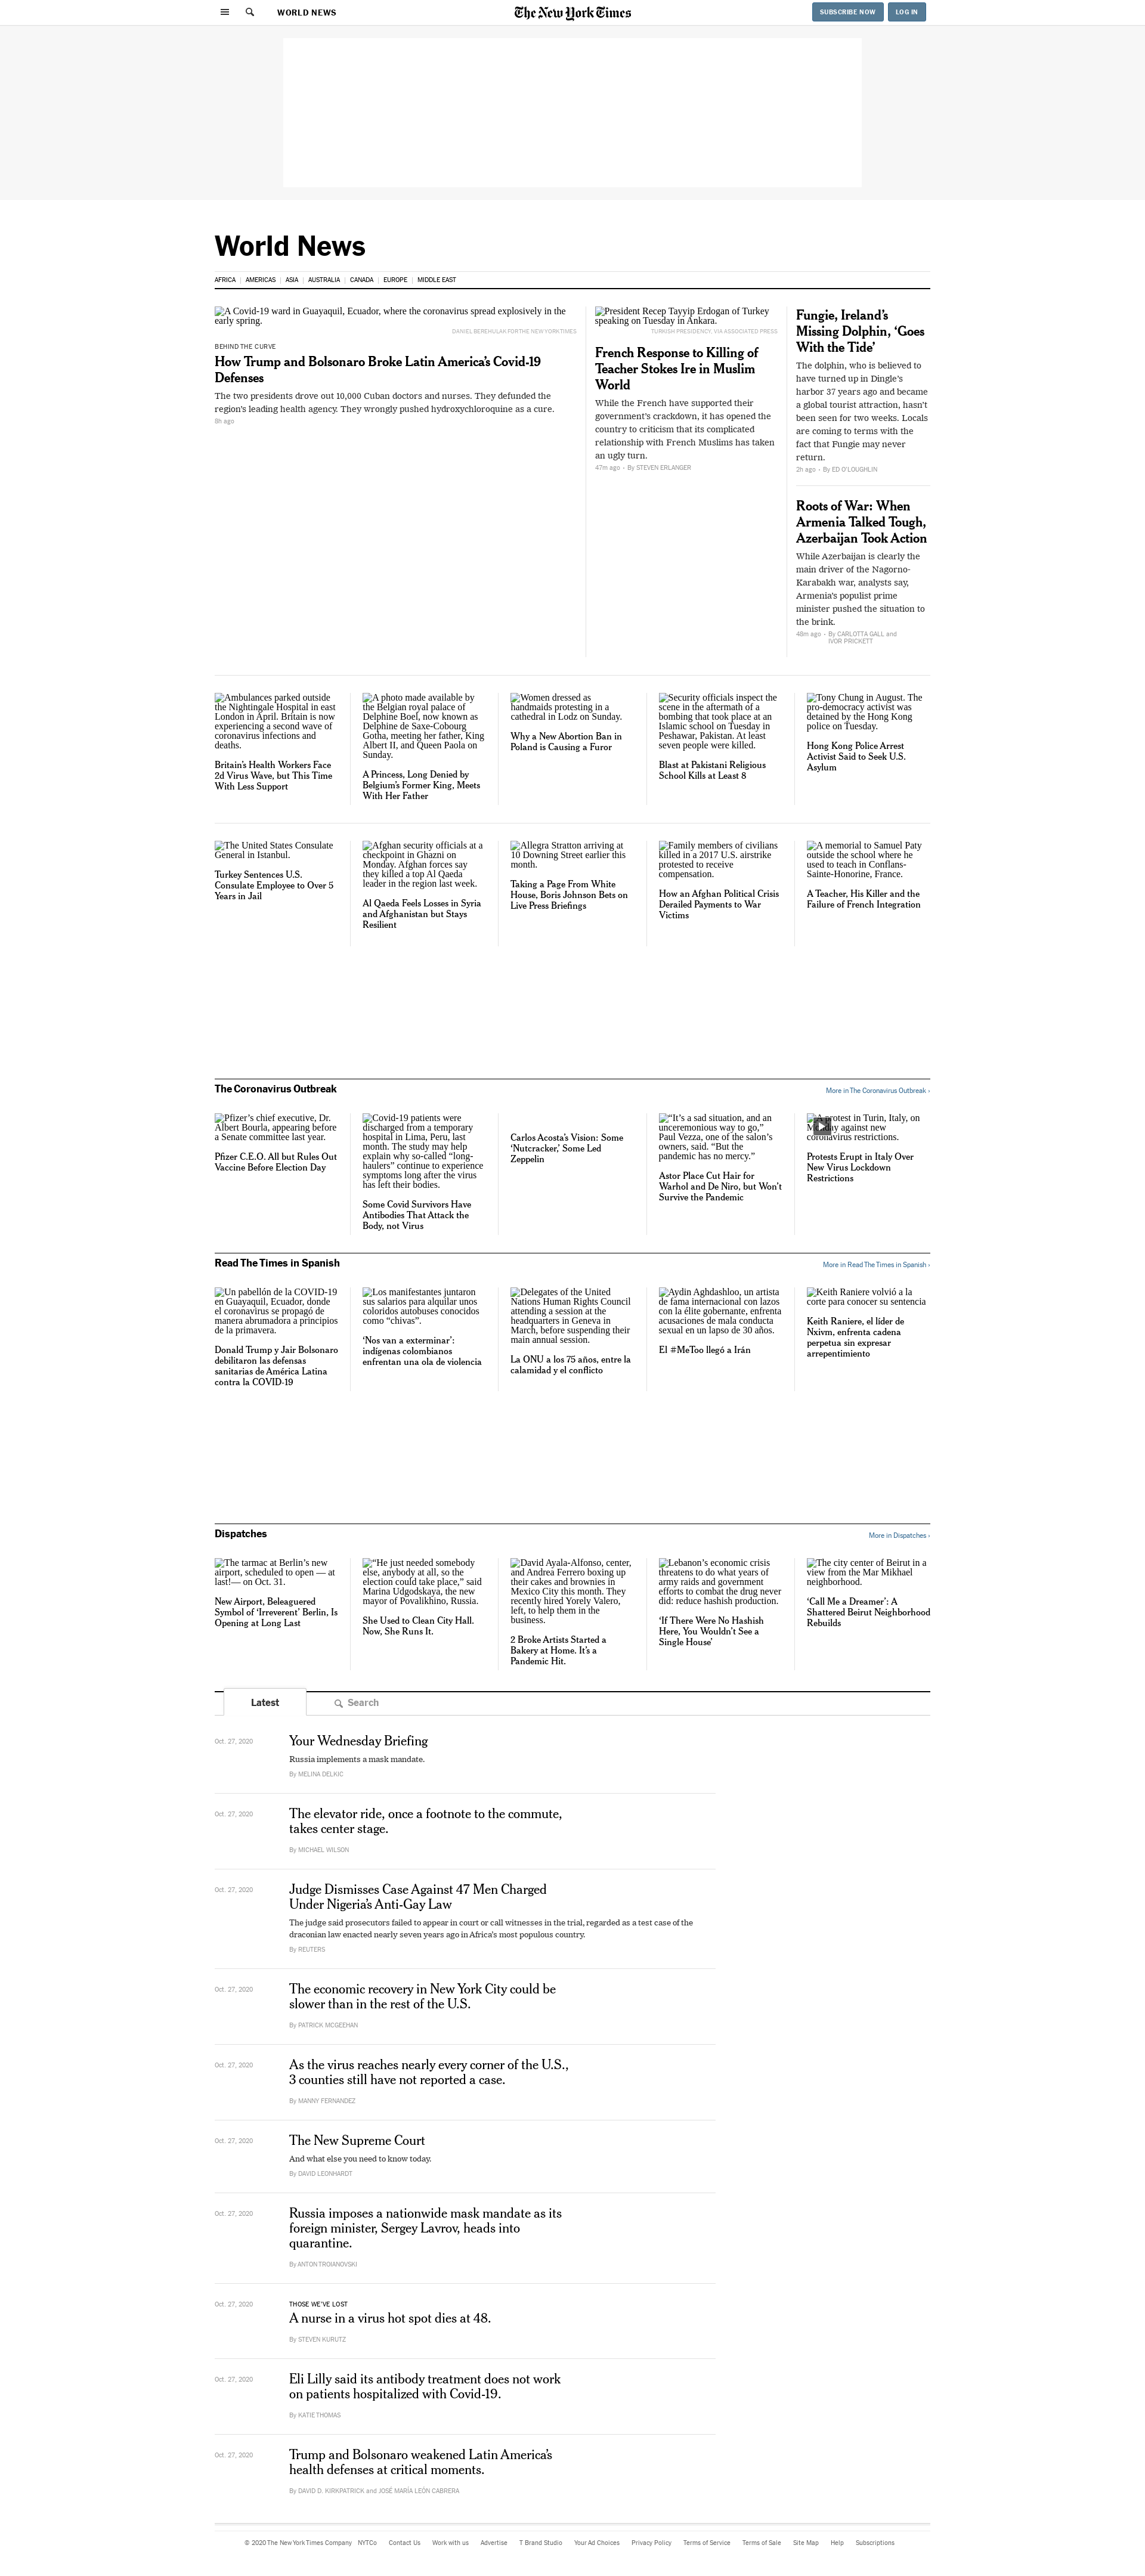 WORLD NEWS
The New York Times
SUBSCRIBE NOW
LOG IN
World News
AFRICA
AMERICAS
ASIA
AUSTRALIA
CANADA
EUROPE
MIDDLE EAST
A Covid-19 ward in Guayaquil, Ecuador, where the coronavirus spread explosively in the
early spring.
DANIEL BEREHULAK FOR THE NEW YORK TIMES
BEHIND THE CURVE
How Trump and Bolsonaro Broke Latin America’s Covid-19
Defenses
The two presidents drove out 10,000 Cuban doctors and nurses. They defunded the
region’s leading health agency. They wrongly pushed hydroxychloroquine as a cure.
8h ago
President Recep Tayyip Erdogan of Turkey
speaking on Tuesday in Ankara.
TURKISH PRESIDENCY, VIA ASSOCIATED PRESS
French Response to Killing of
Teacher Stokes Ire in Muslim
World
While the French have supported their
government’s crackdown, it has opened the
country to criticism that its complicated
relationship with French Muslims has taken
an ugly turn.
47m ago • By STEVEN ERLANGER
Fungie, Ireland’s
Missing Dolphin, ‘Goes
With the Tide’
The dolphin, who is believed to
have turned up in Dingle’s
harbor 37 years ago and became
a global tourist attraction, hasn’t
been seen for two weeks. Locals
are coming to terms with the
fact that Fungie may never
return.
2h ago • By ED O’LOUGHLIN
Roots of War: When
Armenia Talked Tough,
Azerbaijan Took Action
While Azerbaijan is clearly the
main driver of the Nagorno-
Karabakh war, analysts say,
Armenia’s populist prime
minister pushed the situation to
the brink.
48m ago • By CARLOTTA GALL and
IVOR PRICKETT
Ambulances parked outside
the Nightingale Hospital in east
London in April. Britain is now
experiencing a second wave of
coronavirus infections and
deaths.
Britain’s Health Workers Face
2d Virus Wave, but This Time
With Less Support
A photo made available by
the Belgian royal palace of
Delphine Boel, now known as
Delphine de Saxe-Cobourg
Gotha, meeting her father, King
Albert II, and Queen Paola on
Sunday.
A Princess, Long Denied by
Belgium’s Former King, Meets
With Her Father
Women dressed as
handmaids protesting in a
cathedral in Lodz on Sunday.
Why a New Abortion Ban in
Poland is Causing a Furor
Security officials inspect the
scene in the aftermath of a
bombing that took place at an
Islamic school on Tuesday in
Peshawar, Pakistan. At least
seven people were killed.
Blast at Pakistani Religious
School Kills at Least 8
Tony Chung in August. The
pro-democracy activist was
detained by the Hong Kong
police on Tuesday.
Hong Kong Police Arrest
Activist Said to Seek U.S.
Asylum
The United States Consulate
General in Istanbul.
Turkey Sentences U.S.
Consulate Employee to Over 5
Years in Jail
Afghan security officials at a
checkpoint in Ghazni on
Monday. Afghan forces say
they killed a top Al Qaeda
leader in the region last week.
Al Qaeda Feels Losses in Syria
and Afghanistan but Stays
Resilient
Allegra Stratton arriving at
10 Downing Street earlier this
month.
Taking a Page From White
House, Boris Johnson Bets on
Live Press Briefings
Family members of civilians
killed in a 2017 U.S. airstrike
protested to receive
compensation.
How an Afghan Political Crisis
Derailed Payments to War
Victims
A memorial to Samuel Paty
outside the school where he
used to teach in Conflans-
Sainte-Honorine, France.
A Teacher, His Killer and the
Failure of French Integration
The Coronavirus Outbreak
More in The Coronavirus Outbreak ›
Pfizer’s chief executive, Dr.
Albert Bourla, appearing before
a Senate committee last year.
Pfizer C.E.O. All but Rules Out
Vaccine Before Election Day
Covid-19 patients were
discharged from a temporary
hospital in Lima, Peru, last
month. The study may help
explain why so-called “long-
haulers” continue to experience
symptoms long after the virus
has left their bodies.
Some Covid Survivors Have
Antibodies That Attack the
Body, not Virus
Carlos Acosta’s Vision: Some
‘Nutcracker,’ Some Led
Zeppelin
“It’s a sad situation, and an
unceremonious way to go,”
Paul Vezza, one of the salon’s
owners, said. “But the
pandemic has no mercy.”
Astor Place Cut Hair for
Warhol and De Niro, but Won’t
Survive the Pandemic
A protest in Turin, Italy, on
against new
coronavirus restrictions.
Protests Erupt in Italy Over
New Virus Lockdown
Restrictions
Read The Times in Spanish
More in Read The Times in Spanish ›
Un pabellón de la COVID-19
en Guayaquil, Ecuador, donde
el coronavirus se propagó de
manera abrumadora a principios
de la primavera.
Donald Trump y Jair Bolsonaro
debilitaron las defensas
sanitarias de América Latina
contra la COVID-19
Los manifestantes juntaron
sus salarios para alquilar unos
coloridos autobuses conocidos
como “chivas”.
‘Nos van a exterminar’:
indígenas colombianos
enfrentan una ola de violencia
Delegates of the United
Nations Human Rights Council
attending a session at the
headquarters in Geneva in
March, before suspending their
main annual session.
La ONU a los 75 años, entre la
calamidad y el conflicto
Aydin Aghdashloo, un artista
de fama internacional con lazos
con la élite gobernante, enfrenta
acusaciones de mala conducta
sexual en un lapso de 30 años.
El #MeToo llegó a Irán
Keith Raniere volvió a la
corte para conocer su sentencia
Keith Raniere, el líder de
Nxivm, enfrenta cadena
perpetua sin expresar
arrepentimiento
Dispatches
More in Dispatches ›
The tarmac at Berlin’s new
airport, scheduled to open — at
last!— on Oct. 31.
New Airport, Beleaguered
Symbol of ‘Irreverent’ Berlin, Is
Opening at Long Last
“He just needed somebody
else, anybody at all, so the
election could take place,” said
Marina Udgodskaya, the new
mayor of Povalikhino, Russia.
She Used to Clean City Hall.
Now, She Runs It.
David Ayala-Alfonso, center,
and Andrea Ferrero boxing up
their cakes and brownies in
Mexico City this month. They
recently hired Yorely Valero,
left, to help them in the
business.
2 Broke Artists Started a
Bakery at Home. It’s a
Pandemic Hit.
Lebanon’s economic crisis
threatens to do what years of
army raids and government
efforts to combat the drug never
did: reduce hashish production.
‘If There Were No Hashish
Here, You Wouldn’t See a
Single House’
The city center of Beirut in a
view from the Mar Mikhael
neighborhood.
‘Call Me a Dreamer’: A
Shattered Beirut Neighborhood
Rebuilds
Latest
Search
Oct. 27, 2020
Your Wednesday Briefing
Russia implements a mask mandate.
By MELINA DELKIC
Oct. 27, 2020
The elevator ride, once a footnote to the commute,
takes center stage.
By MICHAEL WILSON
Oct. 27, 2020
Judge Dismisses Case Against 47 Men Charged
Under Nigeria’s Anti-Gay Law
The judge said prosecutors failed to appear in court or call witnesses in the trial, regarded as a test case of the
draconian law enacted nearly seven years ago in Africa’s most populous country.
By REUTERS
Oct. 27, 2020
The economic recovery in New York City could be
slower than in the rest of the U.S.
By PATRICK MCGEEHAN
Oct. 27, 2020
As the virus reaches nearly every corner of the U.S.,
3 counties still have not reported a case.
By MANNY FERNANDEZ
Oct. 27, 2020
The New Supreme Court
And what else you need to know today.
By DAVID LEONHARDT
Oct. 27, 2020
Russia imposes a nationwide mask mandate as its
foreign minister, Sergey Lavrov, heads into
quarantine.
By ANTON TROIANOVSKI
Oct. 27, 2020
THOSE WE’VE LOST
A nurse in a virus hot spot dies at 48.
By STEVEN KURUTZ
Oct. 27, 2020
Eli Lilly said its antibody treatment does not work
on patients hospitalized with Covid-19.
By KATIE THOMAS
Oct. 27, 2020
Trump and Bolsonaro weakened Latin America’s
health defenses at critical moments.
By DAVID D. KIRKPATRICK and JOSÉ MARÍA LEÓN CABRERA
© 2020 The New York Times Company
NYTCo
Contact Us
Work with us
Advertise
T Brand Studio
Your Ad Choices
Privacy Policy
Terms of Service
Terms of Sale
Site Map
Help
Subscriptions